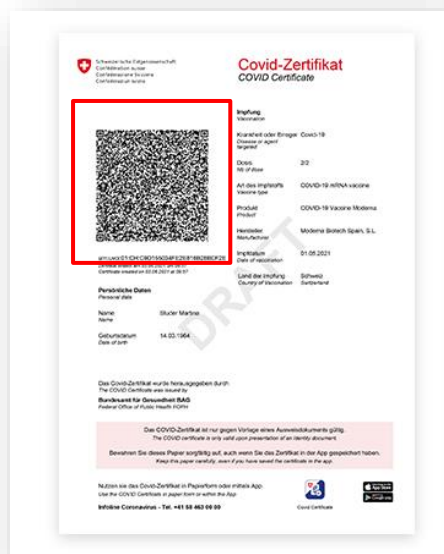 Schweizerische Eidgenossenschaft
Confédération suisse
Confederazione Svizzera
Confederaziun svizra
Covid-Zertifikat
COVID Certificate
Impfung
Vaccination
Krankheit oder Erreger Covid-19
Disease or agent
targeted
Dosis 2/2
Nb of dose
Art des Impfstoffs COVID-19 mRNA vaccine
Vaccine type
Produkt COVID-19 Vaccine Moderna
Product
Hersteller Moderna Biotech Spain, S.L.
Manufacturer
Impfdatum 01.05.2021
Date of vaccination
Land der Impfung Schweiz
Country of Vaccination Switzerland
Certificate created on
Persönliche Daten
Personal data
Name Studer Martina
Name
Geburtsdatum 14.03.1964
Date of birth
DRAFT
Das Covid-Zertifikat wurde herausgegeben durch
The COVID Certificate was issued by
Bundesamt für Gesundheit BAG
Federal Office of Public Health FOPH
Das COVID-Zertifikat ist nur gegen Vorlage eines Ausweisdokuments gültig.
The COVID certificate is only valid upon presentation of an identity document.
Bewahren Sie dieses Papier sorgfältig auf, auch wenn Sie das Zertifikat in der App gespeichert haben.
Keep this paper carefully, even if you have saved the certificate in the app.
Nutzen sie das Covid-Zertifikat in Papierform oder mittels App.
Use the COVID Certificate in paper form or within the App
Infoline Coronavirus - Tel. +41 58 463 00 00
Covid Certificate
App Store
Google Play